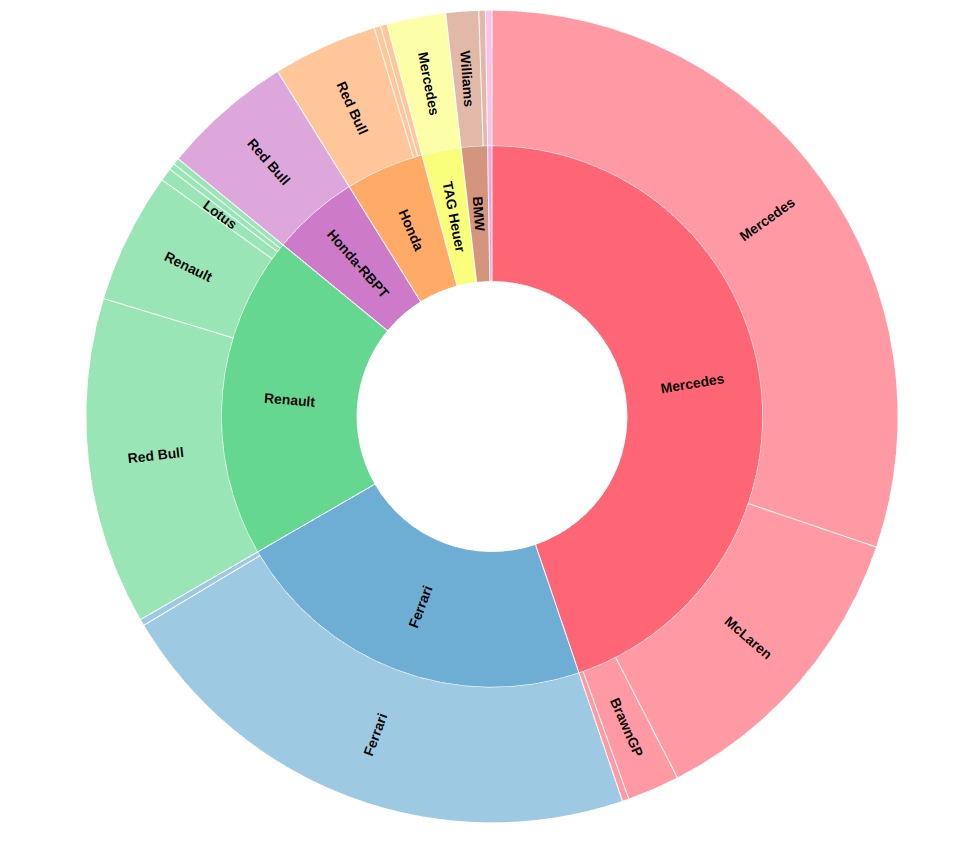 Mercedes
McLaren
BrawnGP
Ferrari
Red Bull
Renault
Lotus
Red Bull
Red Bull
Mercedes
Williams
Mercedes
Ferrari
Renault
Honda-RBPT
Honda
TAG Heuer
BMW